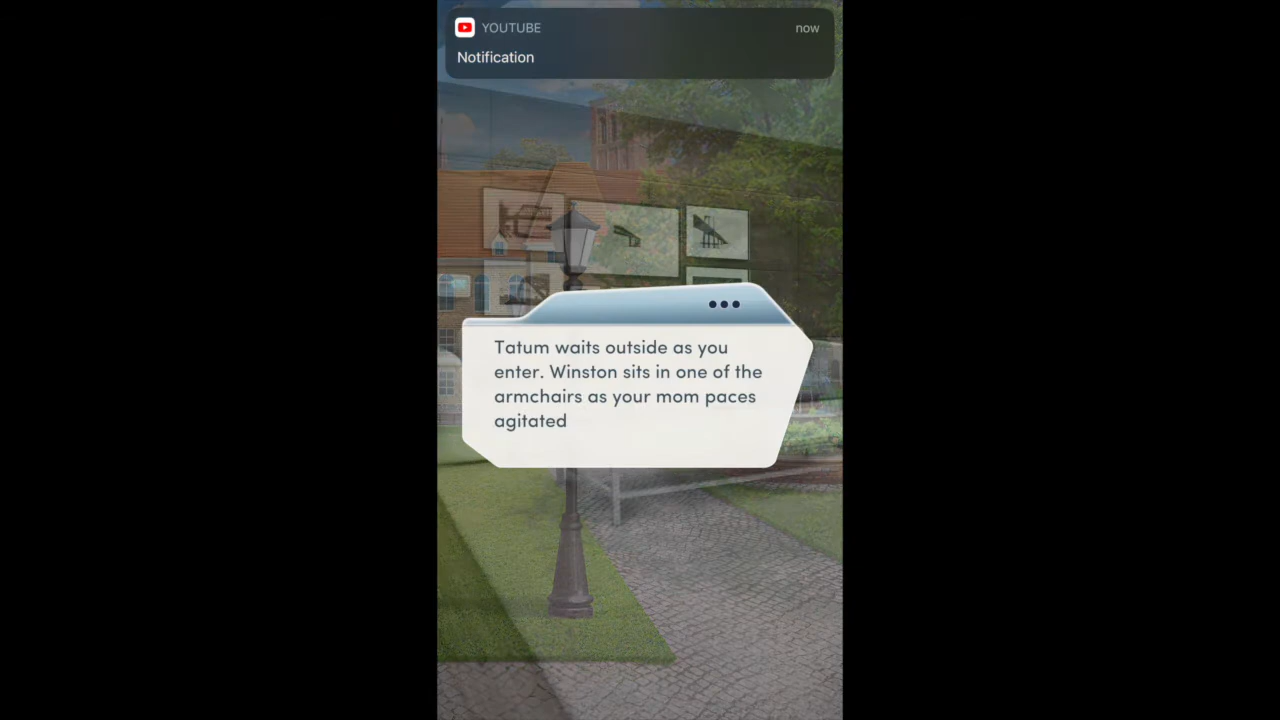 YOUTUBE
now
Notification
Tatum waits outside as you
enter. Winston sits in one of the
armchairs as your mom paces
agitated